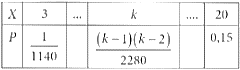 X 3 ... k .... 20
P 1/1140 (k−1)(k−2)/2280 0,15